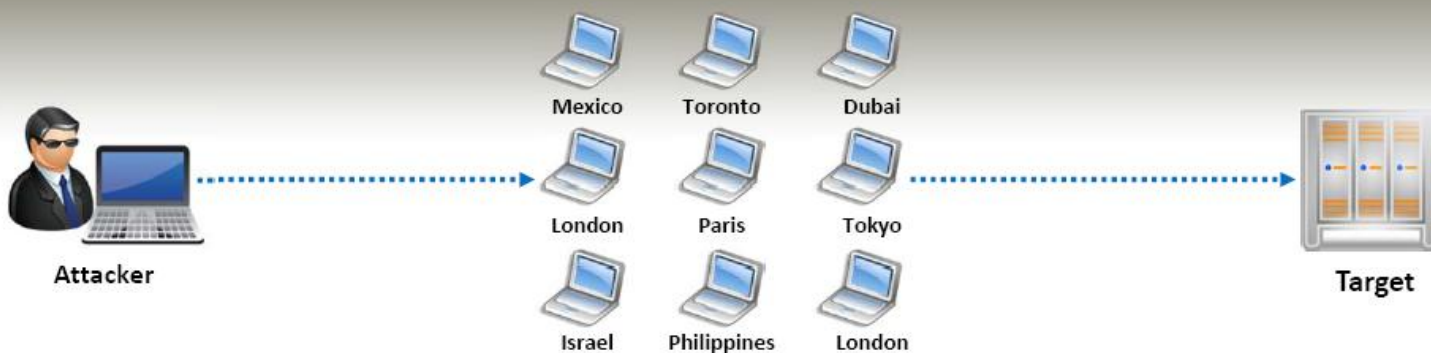 Mexico Toronto Dubai
London Paris Tokyo
Attacker
Target
Israel Philippines London